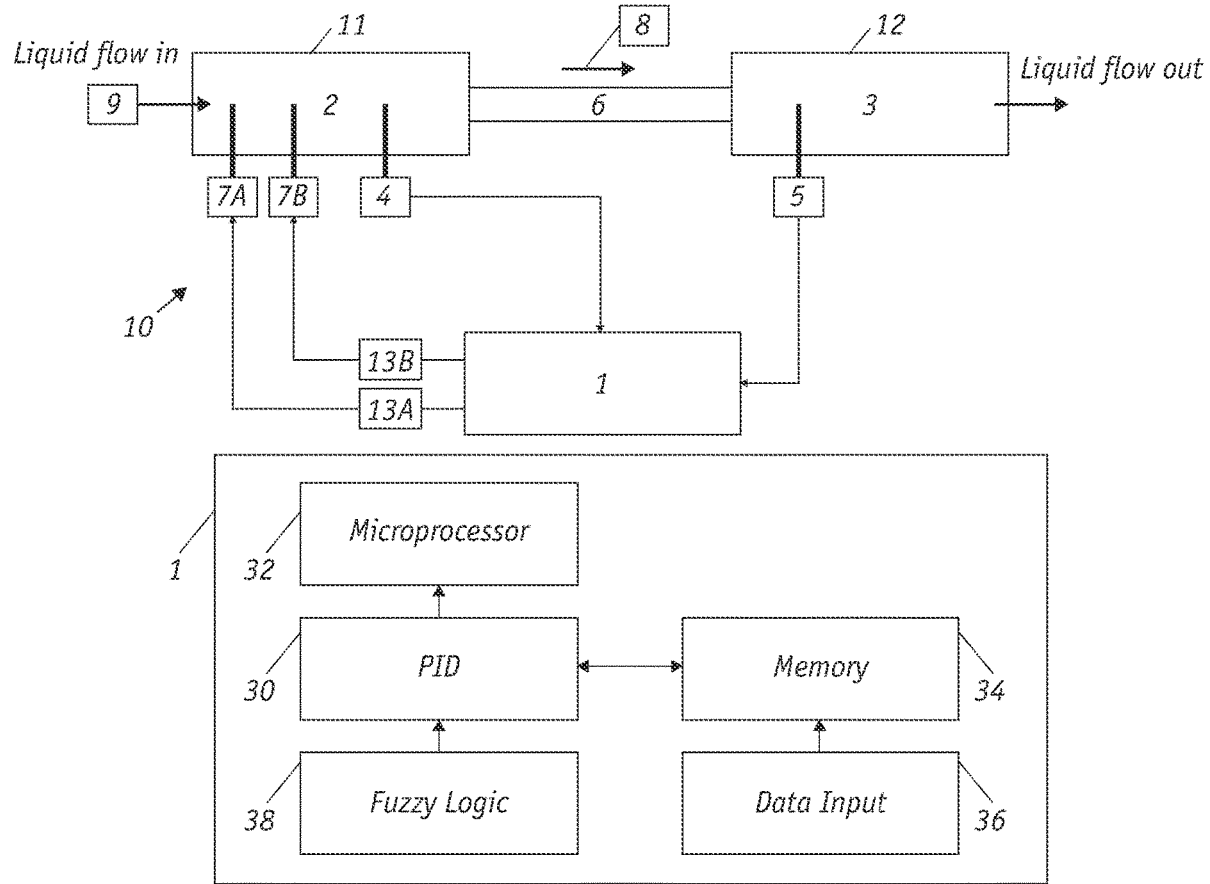 11
8
12
Liquid flow in
Liquid flow out
9
2
6
3
7A
7B
4
5
10
13B
1
13A
1
32
Microprocessor
30
PID
Memory
34
38
Fuzzy Logic
Data Input
36